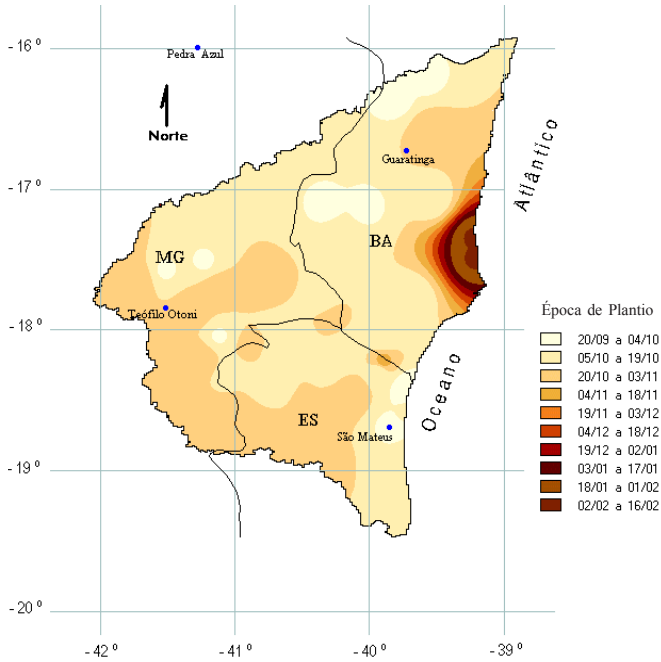 -16º
Pedra Azul
Norte
Guaratinga
Atlântico
-17º
BA
MG
Teófilo Otoni
-18º
Oceano
ES
São Mateus
-19º
-20º
-42º
-41º
-40º
-39º
Época de Plantio
20/09 a 04/10
05/10 a 19/10
20/10 a 03/11
04/11 a 18/11
19/11 a 03/12
04/12 a 18/12
19/12 a 02/01
03/01 a 17/01
18/01 a 01/02
02/02 a 16/02